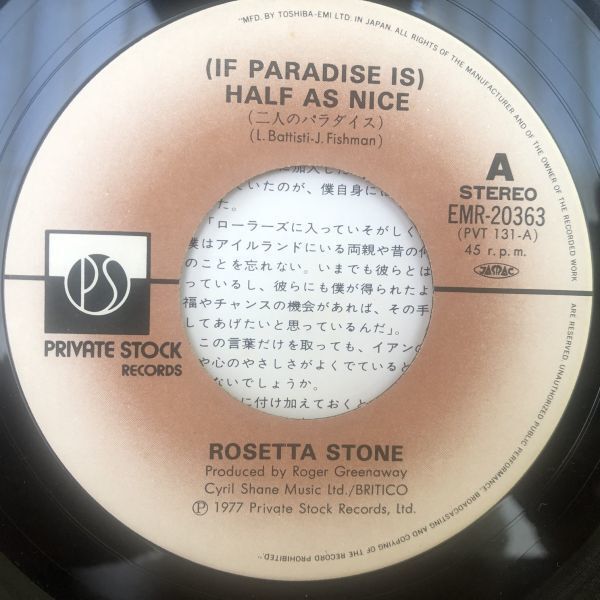 "MFD. BY TOSHIBA-EMI LTD. IN JAPAN. ALL RIGHTS OF THE MANUFACTURER AND OF THE OWNER OF THE RECORDED WORK ARE RESERVED. UNAUTHORIZED PUBLIC PERFORMANCE, BROADCASTING AND COPYING OF THE RECORD PROHIBITED."
(IF PARADISE IS)
HALF AS NICE
(二人のパラダイス)
(L. Battisti-J. Fishman)
A
STEREO
EMR-20363
(PVT 131-A)
45 r.p.m.
JASRAC
PS
PRIVATE STOCK
RECORDS
ていたのが、僕自身に
た。
「ローラーズに入っていそがしく
僕はアイルランドにいる両親や昔の
のことを忘れない。いまでも彼らとは
っているし、彼らにも僕が得られたよ
福やチャンスの機会があれば、その手
してあげたいと思っているんだ」。
この言葉だけを取っても、イアンの
や心のやさしさがよくでている
ないでしょうか。
に付け加えておくと
ROSETTA STONE
Produced by Roger Greenaway
Cyril Shane Music Ltd./BRITICO
Ⓟ 1977 Private Stock Records, Ltd.